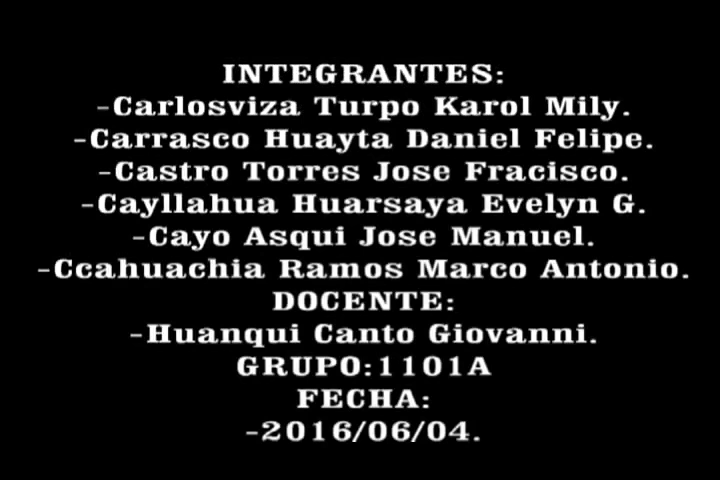 INTEGRANTES:
-Carlosviza Turpo Karol Mily.
-Carrasco Huayta Daniel Felipe.
-Castro Torres Jose Fracisco.
-Cayllahua Huarsaya Evelyn G.
-Cayo Asqui Jose Manuel.
-Ccahuachia Ramos Marco Antonio.
DOCENTE:
-Huanqui Canto Giovanni.
GRUPO:1101A
FECHA:
-2016/06/04.